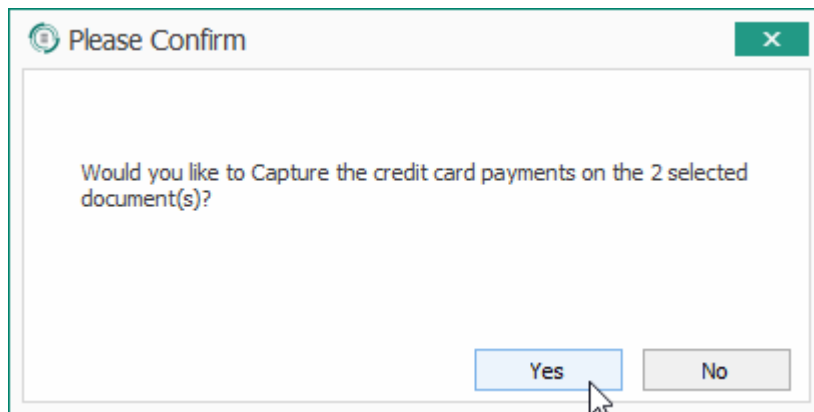 Please Confirm
Would you like to Capture the credit card payments on the 2 selected
document(s)?
Yes
No